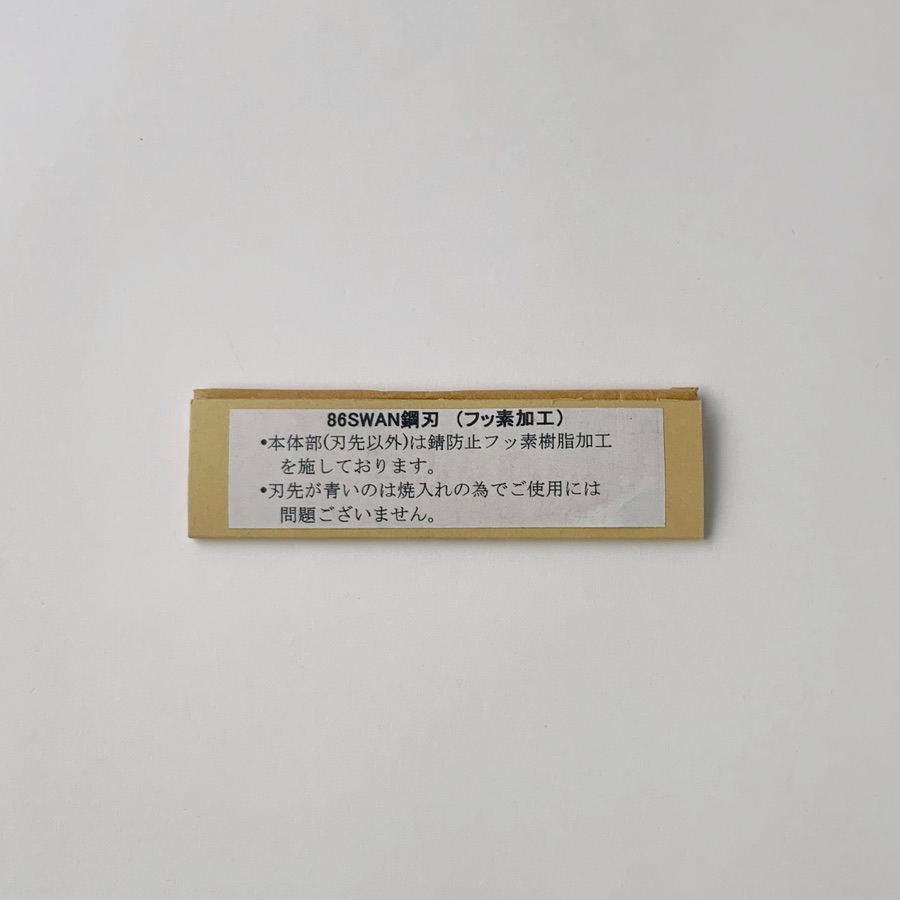 86SWAN鋼刃 （フッ素加工）
•本体部(刃先以外)は錆防止フッ素樹脂加工
を施しております。
•刃先が青いのは焼入れの為でご使用には
問題ございません。